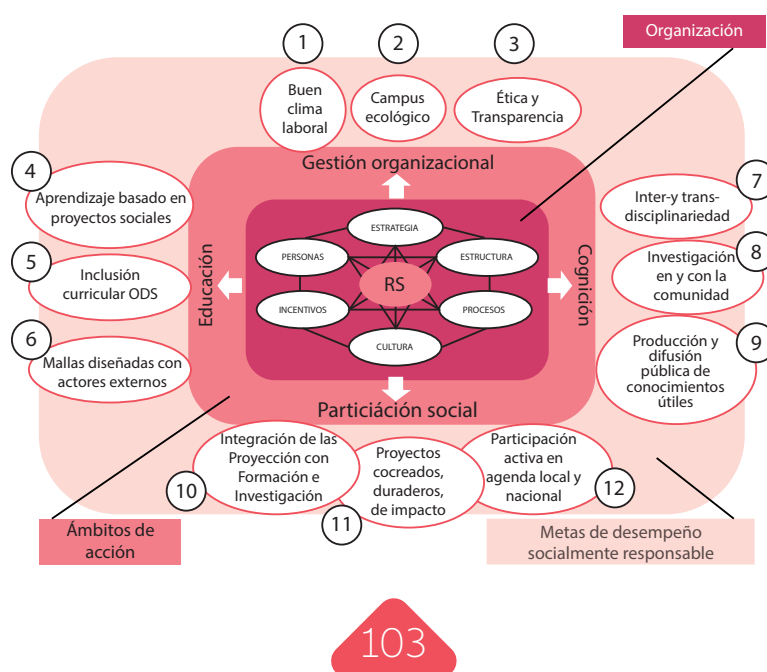 Organización
1
Buen
clima
laboral
2
Campus
ecológico
3
Ética y
Transparencia
Gestión organizacional
4
Aprendizaje basado en
proyectos sociales
5
Inclusión
curricular ODS
6
Mallas diseñadas con
actores externos
Educación
ESTRATEGIA
PERSONAS
ESTRUCTURA
RS
INCENTIVOS
PROCESOS
CULTURA
Cognición
7
Inter-y trans-
disciplinariedad
8
Investigación
en y con la
comunidad
9
Producción y
difusión
pública de
conocimientos
útiles
Particiáción social
Integración de las
Proyección con
Formación e
Investigación
10
Proyectos
cocreados,
duraderos,
de impacto
11
Participación
activa en
agenda local y
nacional
12
Ámbitos de
acción
Metas de desempeño
socialmente responsable
103